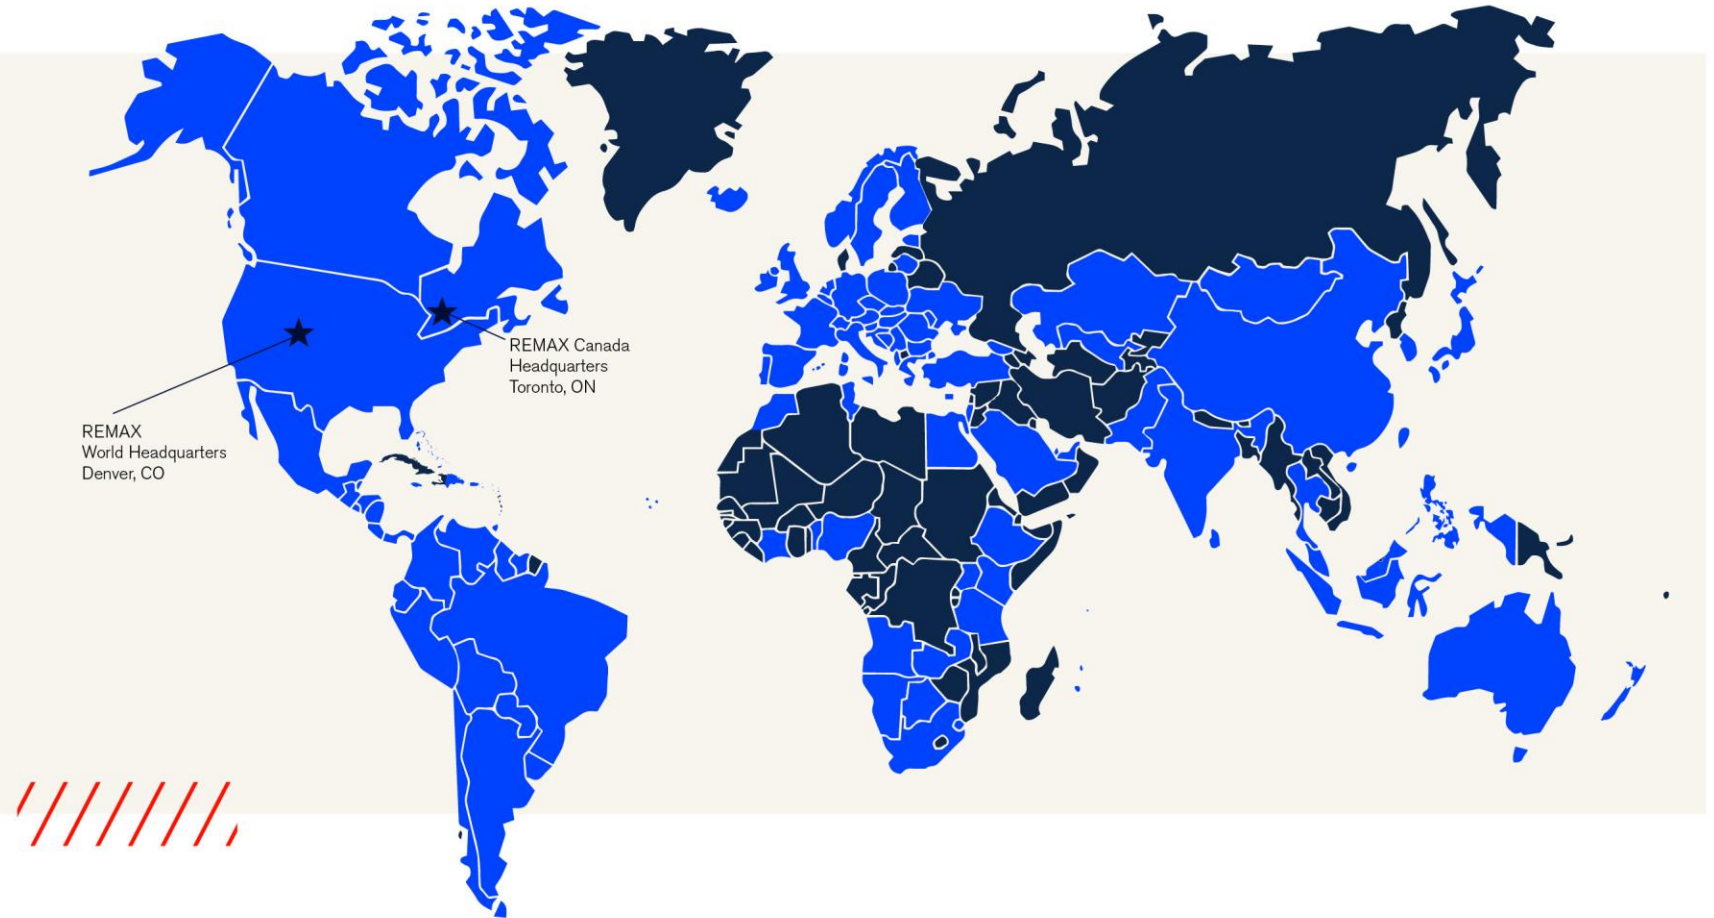 REMAX Canada
Headquarters
Toronto, ON
REMAX
World Headquarters
Denver, CO